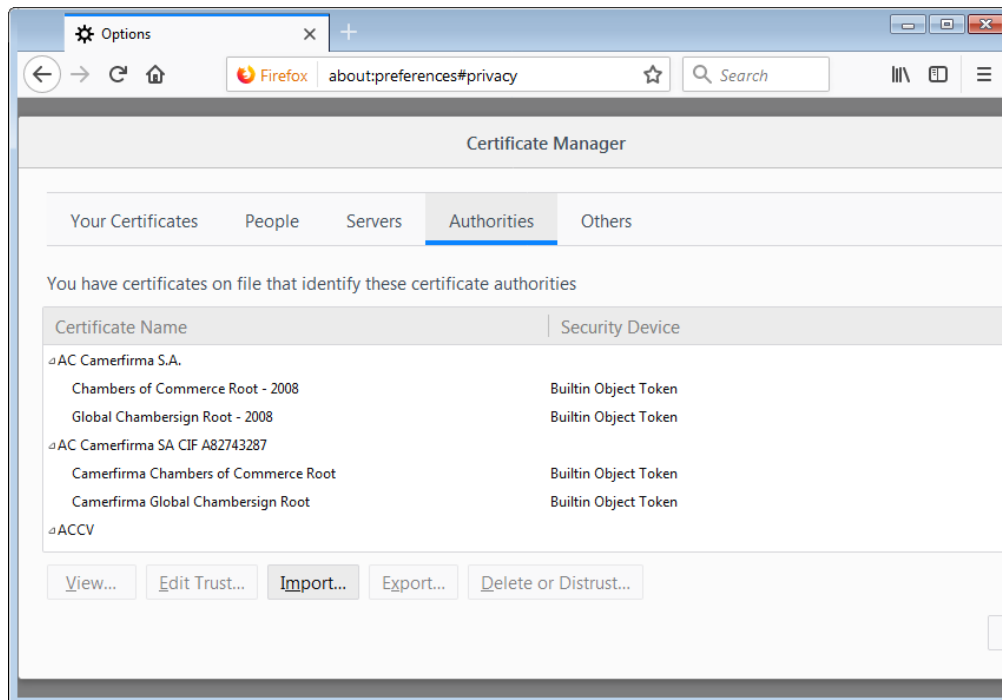 Options
Firefox about:preferences#privacy Search
Certificate Manager
Your Certificates People Servers Authorities Others
You have certificates on file that identify these certificate authorities
Certificate Name Security Device
AC Camerfirma S.A.
Chambers of Commerce Root - 2008 Builtin Object Token
Global Chambersign Root - 2008 Builtin Object Token
AC Camerfirma SA CIF A82743287
Camerfirma Chambers of Commerce Root Builtin Object Token
Camerfirma Global Chambersign Root Builtin Object Token
ACCV
View... Edit Trust... Import... Export... Delete or Distrust...